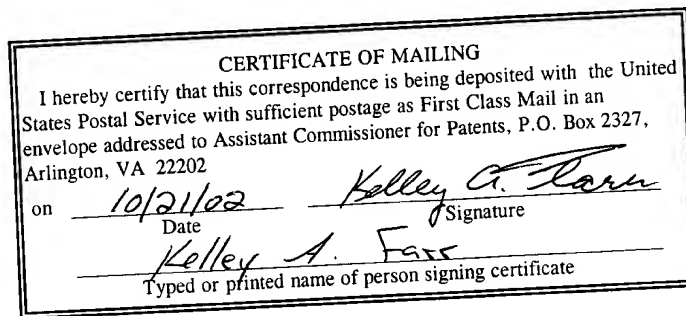 CERTIFICATE OF MAILING
I hereby certify that this correspondence is being deposited with the United
States Postal Service with sufficient postage as First Class Mail in an
envelope addressed to Assistant Commissioner for Patents, P.O. Box 2327,
Arlington, VA 22202
on 10/21/02 Kelley A. Farr
Date Signature
Kelley A. Farr
Typed or printed name of person signing certificate